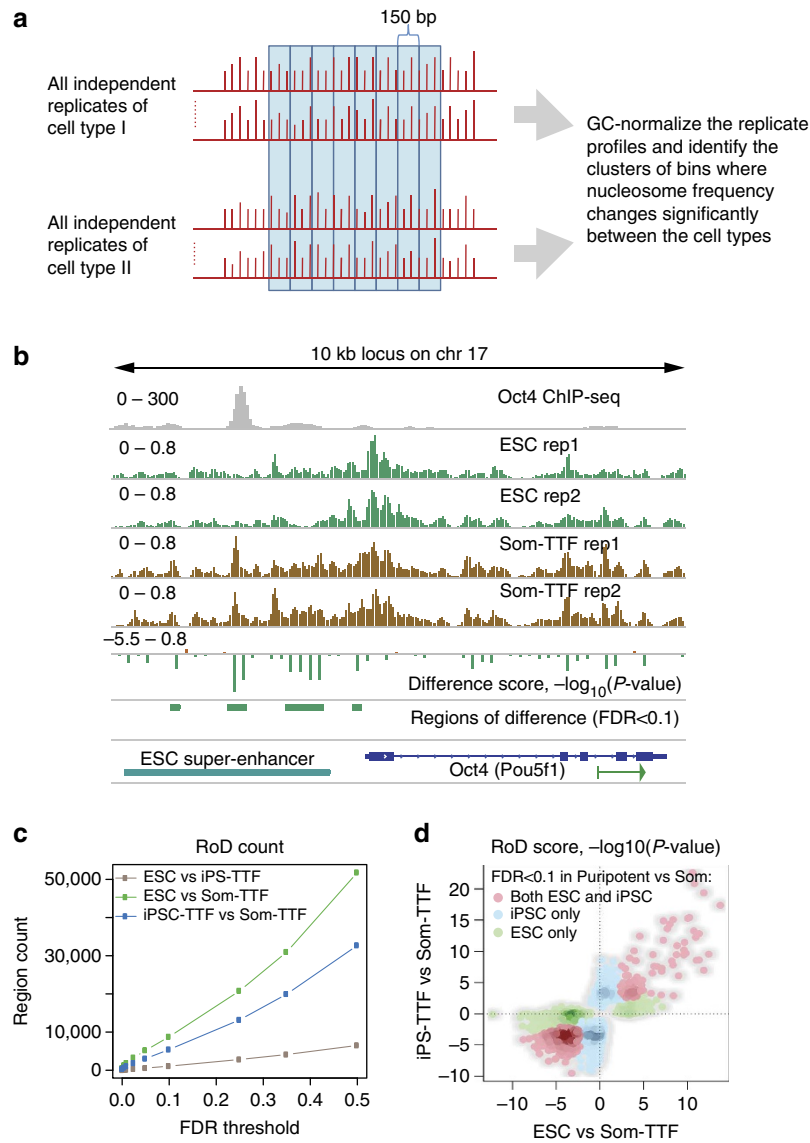 a
150 bp
All independent
replicates of
cell type I
All independent
replicates of
cell type II
GC-normalize the replicate
profiles and identify the
clusters of bins where
nucleosome frequency
changes significantly
between the cell types
b
10 kb locus on chr 17
0 – 300
Oct4 ChIP-seq
0 – 0.8
ESC rep1
0 – 0.8
ESC rep2
0 – 0.8
Som-TTF rep1
0 – 0.8
Som-TTF rep2
–5.5 – 0.8
Difference score, –log10(P-value)
Regions of difference (FDR<0.1)
ESC super-enhancer
Oct4 (Pou5f1)
c
RoD count
ESC vs iPS-TTF
ESC vs Som-TTF
iPSC-TTF vs Som-TTF
Region count
50,000
30,000
10,000
0
0.0 0.1 0.2 0.3 0.4 0.5
FDR threshold
d
RoD score, –log10(P-value)
FDR<0.1 in Puripotent vs Som:
Both ESC and iPSC
iPSC only
ESC only
iPS-TTF vs Som-TTF
20
15
10
5
0
–5
–10
–10 –5 0 5 10
ESC vs Som-TTF